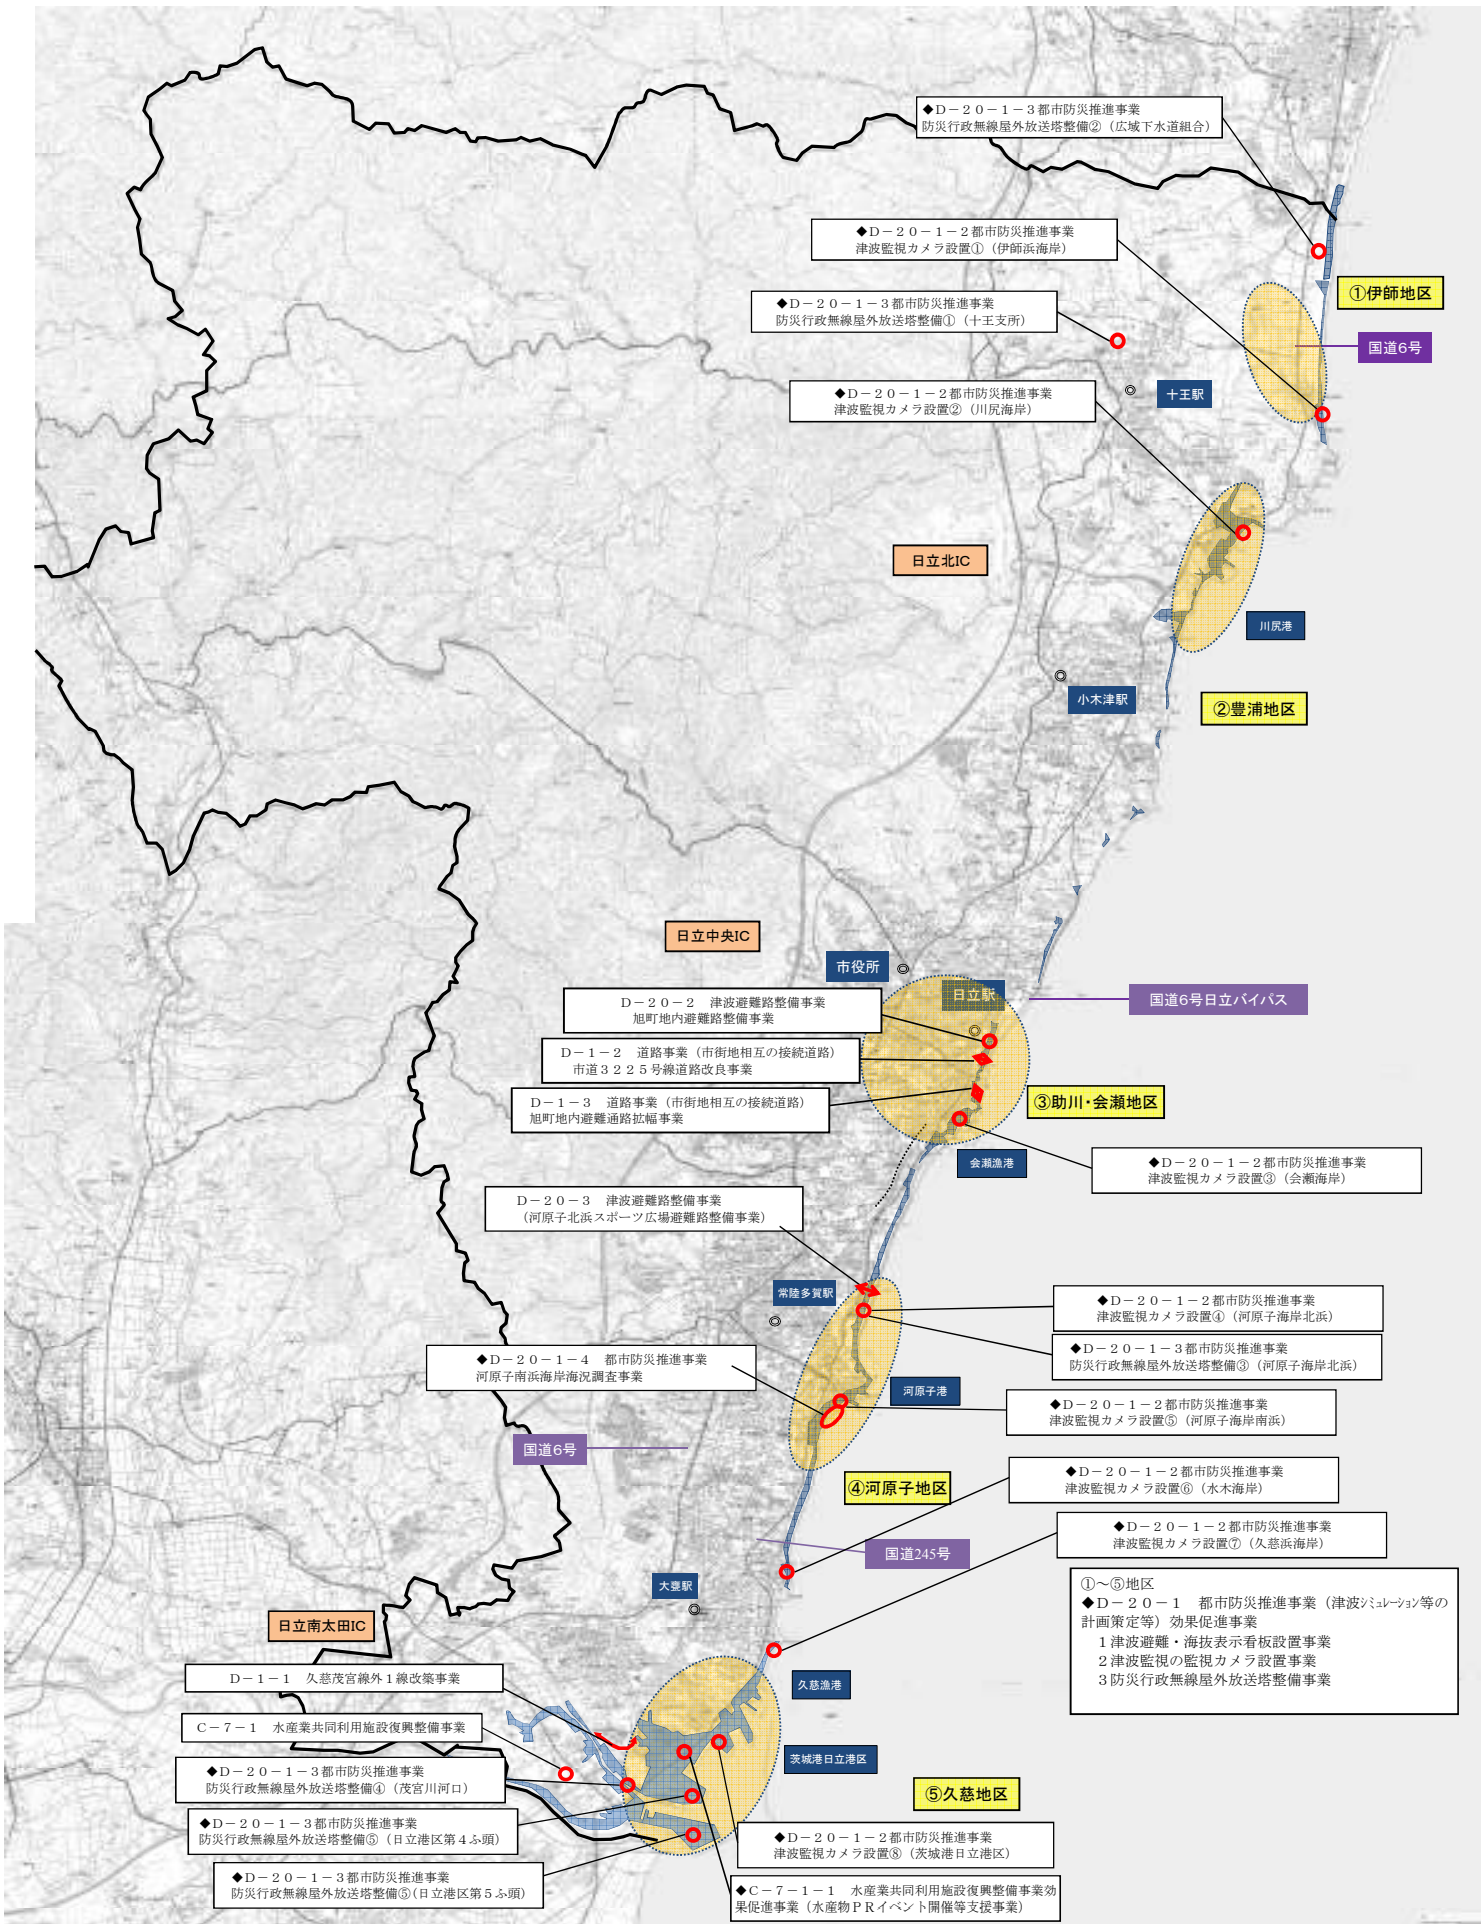 ◆D－２０－１－３都市防災推進事業
防災行政無線屋外放送塔整備②（広域下水道組合）
◆D－２０－１－２都市防災推進事業
津波監視カメラ設置①（伊師浜海岸）
①伊師地区
◆D－２０－１－３都市防災推進事業
防災行政無線屋外放送塔整備①（十王支所）
国道6号
◆D－２０－１－２都市防災推進事業
津波監視カメラ設置②（川尻海岸）
十王駅
日立北IC
川尻港
小木津駅
②豊浦地区
日立中央IC
市役所
日立駅
国道6号日立バイパス
D－２０－２　津波避難路整備事業
旭町地内避難路整備事業
D－１－２　道路事業（市街地相互の接続道路）
市道３２２５号線道路改良事業
D－１－３　道路事業（市街地相互の接続道路）
旭町地内避難通路拡幅事業
③助川・会瀬地区
会瀬漁港
◆D－２０－１－２都市防災推進事業
津波監視カメラ設置③（会瀬海岸）
D－２０－３　津波避難路整備事業
（河原子北浜スポーツ広場避難路整備事業）
常陸多賀駅
◆D－２０－１－２都市防災推進事業
津波監視カメラ設置④（河原子海岸北浜）
◆D－２０－１－３都市防災推進事業
防災行政無線屋外放送塔整備③（河原子海岸北浜）
◆D－２０－１－４　都市防災推進事業
河原子南浜海岸海況調査事業
河原子港
◆D－２０－１－２都市防災推進事業
津波監視カメラ設置⑤（河原子海岸南浜）
国道6号
④河原子地区
◆D－２０－１－２都市防災推進事業
津波監視カメラ設置⑥（水木海岸）
◆D－２０－１－２都市防災推進事業
津波監視カメラ設置⑦（久慈浜海岸）
国道245号
大甕駅
①～⑤地区
◆D－２０－１　都市防災推進事業（津波ｼﾐｭﾚｰｼｮﾝ等の
計画策定等）効果促進事業
１津波避難・海抜表示看板設置事業
２津波監視の監視カメラ設置事業
３防災行政無線屋外放送塔整備事業
日立南太田IC
D－１－１　久慈茂宮線外１線改築事業
久慈漁港
C－７－１　水産業共同利用施設復興整備事業
茨城港日立港区
◆D－２０－１－３都市防災推進事業
防災行政無線屋外放送塔整備④（茂宮川河口）
⑤久慈地区
◆D－２０－１－３都市防災推進事業
防災行政無線屋外放送塔整備⑤（日立港区第４ふ頭）
◆D－２０－１－２都市防災推進事業
津波監視カメラ設置⑧（茨城港日立港区）
◆D－２０－１－３都市防災推進事業
防災行政無線屋外放送塔整備⑤（日立港区第５ふ頭）
◆C－７－１－１　水産業共同利用施設復興整備事業効
果促進事業（水産物ＰＲイベント開催等支援事業）